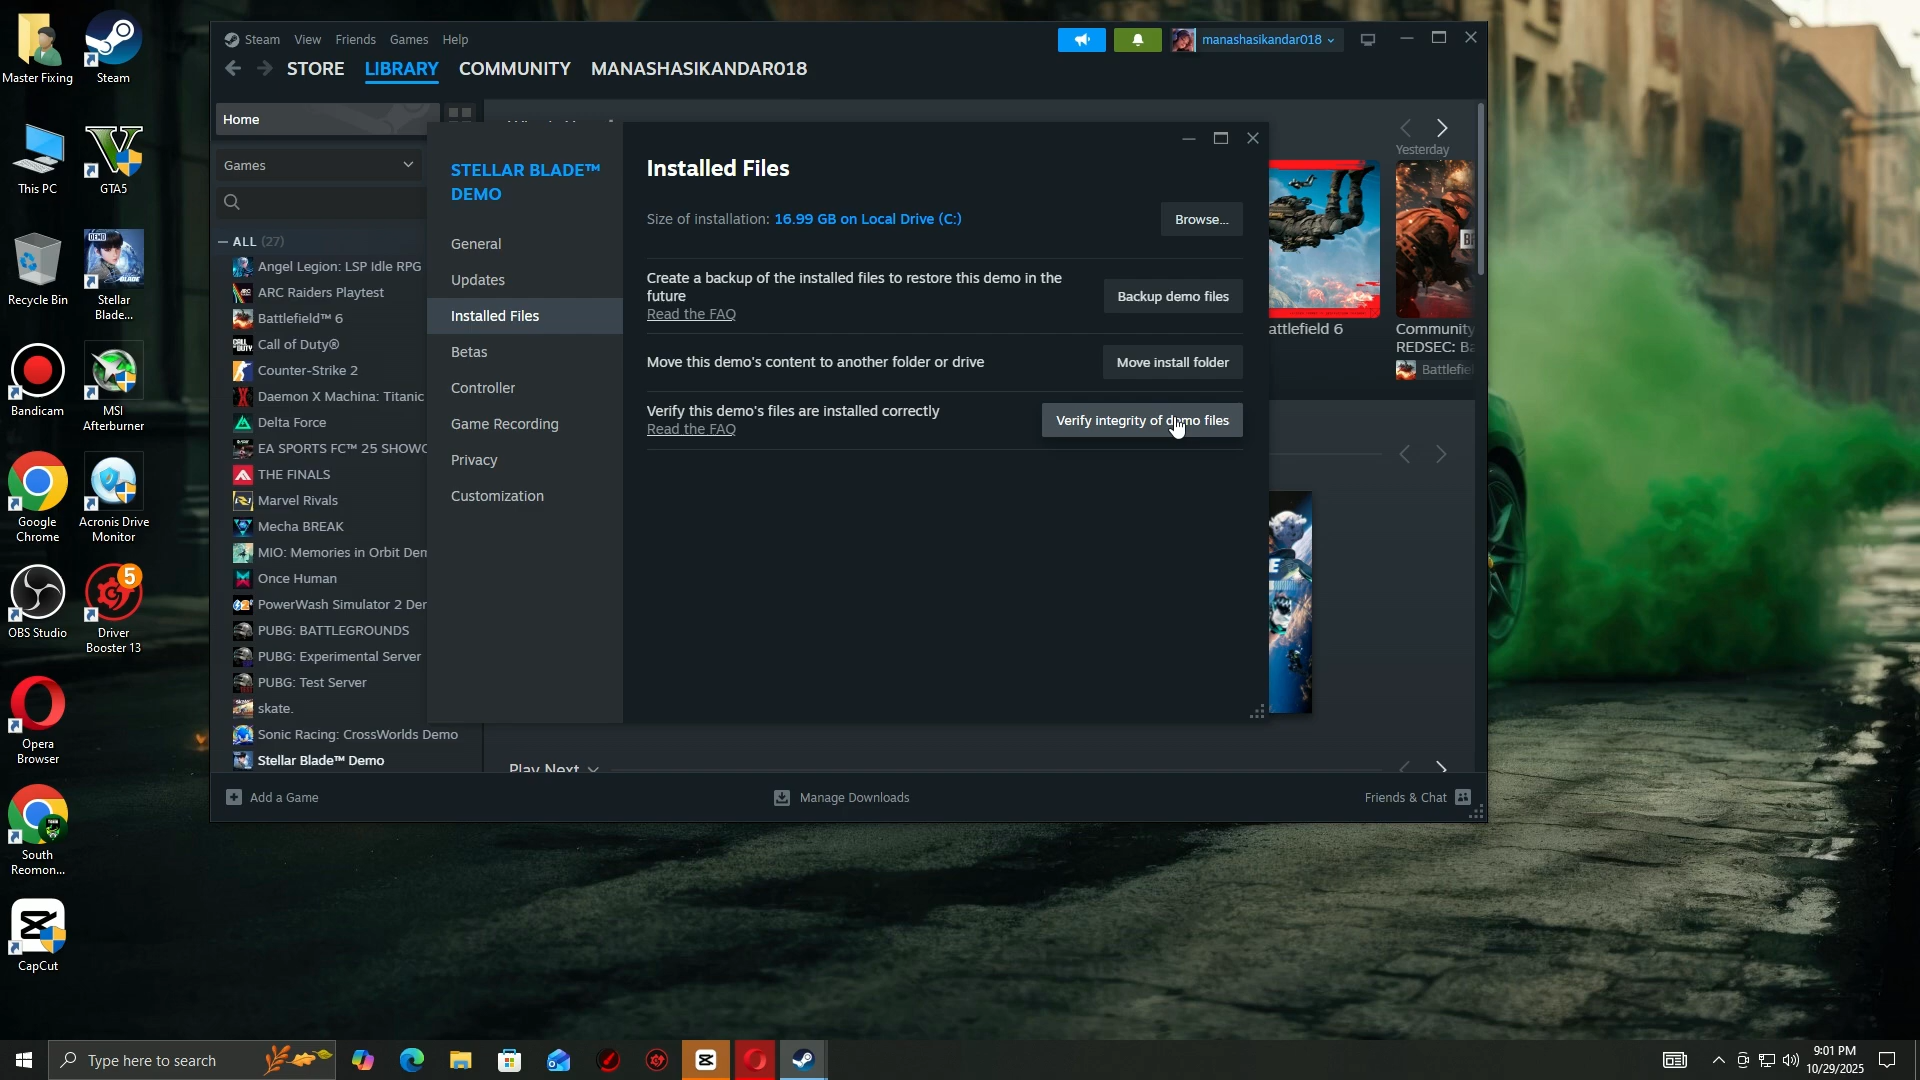 Master Fixing
Steam
This PC
GTA5
Recycle Bin
Stellar
Blade...
Bandicam
MSI
Afterburner
Google
Chrome
Acronis Drive
Monitor
OBS Studio
5
Driver
Booster 13
Opera
Browser
South
Reomon...
CapCut
Steam
View
Friends
Games
Help
manashasikandar018
STORE
LIBRARY
COMMUNITY
MANASHASIKANDAR018
Home
Games
ALL (27)
Angel Legion: LSP Idle RPG
ARC Raiders Playtest
Battlefield™ 6
Call of Duty®
Counter-Strike 2
Daemon X Machina: Titanic
Delta Force
EA SPORTS FC™ 25 SHOWC
THE FINALS
Marvel Rivals
Mecha BREAK
MIO: Memories in Orbit Dem
Once Human
PowerWash Simulator 2 Der
PUBG: BATTLEGROUNDS
PUBG: Experimental Server
PUBG: Test Server
skate.
Sonic Racing: CrossWorlds Demo
Stellar Blade™ Demo
STELLAR BLADE™
DEMO
General
Updates
Installed Files
Betas
Controller
Game Recording
Privacy
Customization
Installed Files
Size of installation: 16.99 GB on Local Drive (C:)
Browse...
Create a backup of the installed files to restore this demo in the
future
Read the FAQ
Backup demo files
Move this demo's content to another folder or drive
Move install folder
Verify this demo's files are installed correctly
Read the FAQ
Verify integrity of demo files
Yesterday
attlefield 6
Community
REDSEC: Ba
Battlefie
Play Next
Add a Game
Manage Downloads
Friends & Chat
Type here to search
9:01 PM
10/29/2025